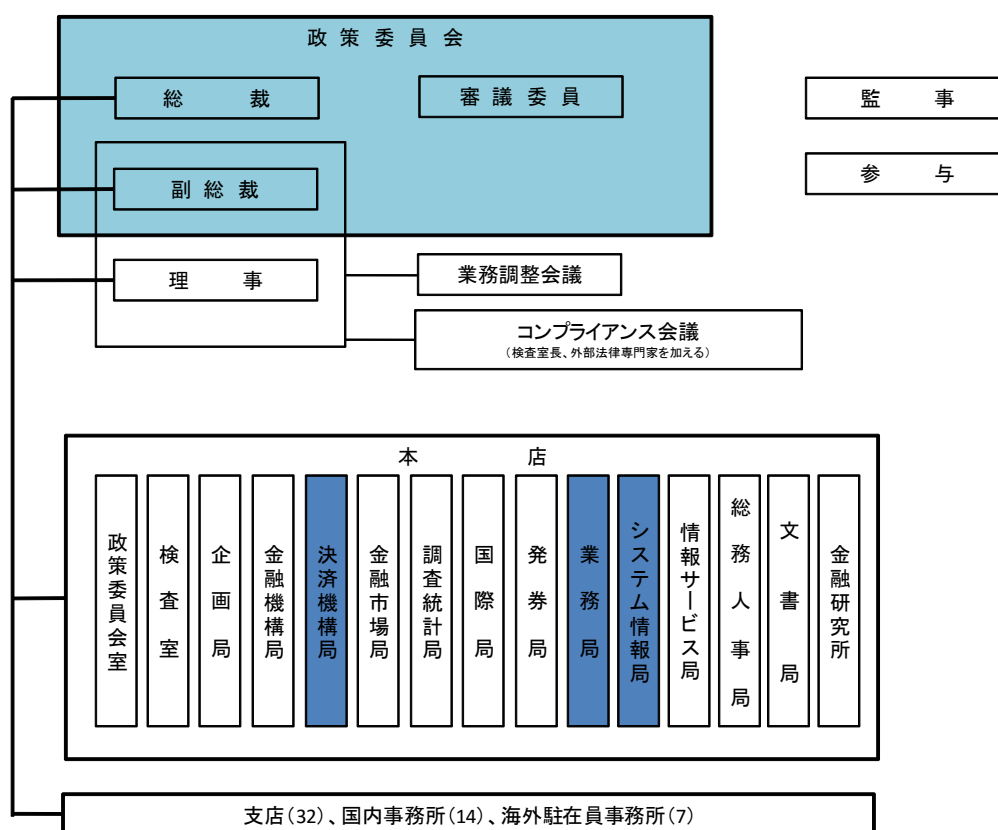 政策委員会
総裁
審議委員
監事
副総裁
参与
理事
業務調整会議
コンプライアンス会議
（検査室長、外部法律専門家を加える）
本店
政策委員会室
検査室
企画局
金融機構局
決済機構局
金融市場局
調査統計局
国際局
発券局
業務局
システム情報局
情報サービス局
総務人事局
文書局
金融研究所
支店（32）、国内事務所（14）、海外駐在員事務所（7）